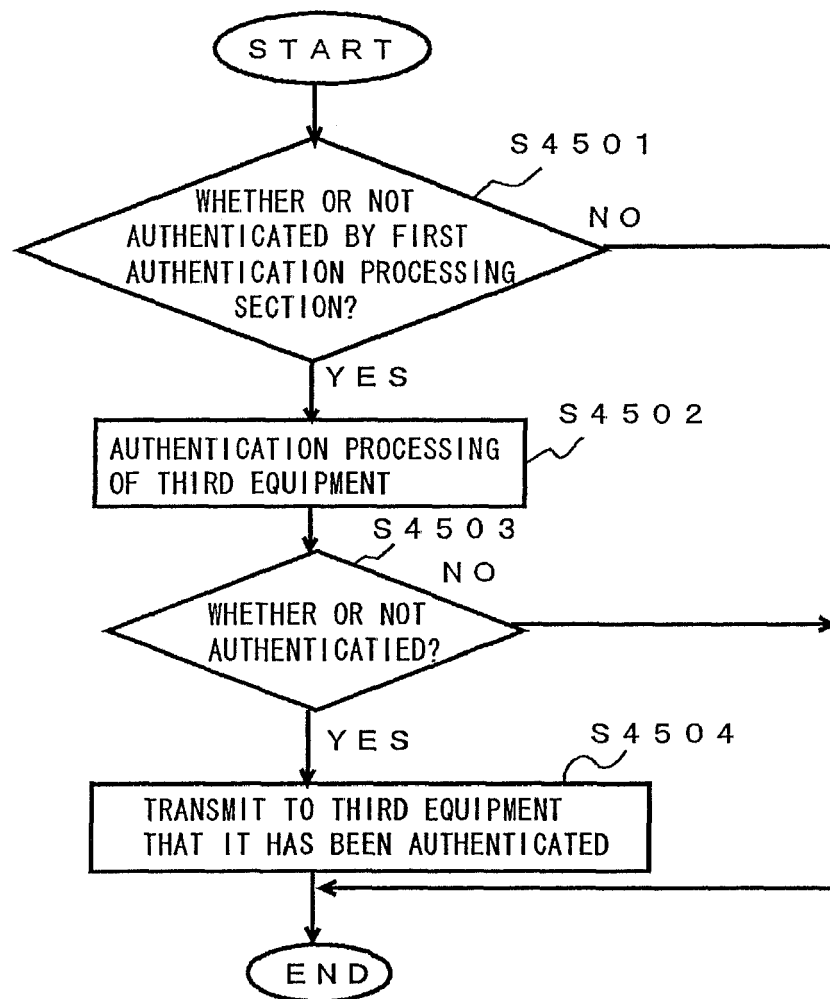 START
S4501
WHETHER OR NOT
AUTHENTICATED BY FIRST
AUTHENTICATION PROCESSING
SECTION?
NO
YES
S4502
AUTHENTICATION PROCESSING
OF THIRD EQUIPMENT
S4503
NO
WHETHER OR NOT
AUTHENTICATIED?
YES
S4504
TRANSMIT TO THIRD EQUIPMENT
THAT IT HAS BEEN AUTHENTICATED
END